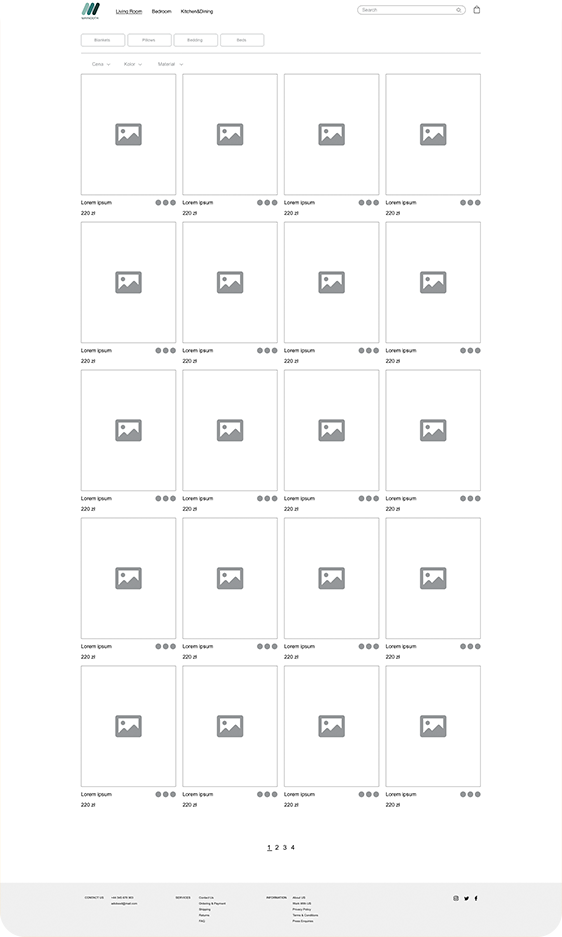 Living Room Bedroom Kitchen&Dining Search
Blankets Pillows Bedding Beds
Cena Kolor Materiał
Lorem ipsum Lorem ipsum Lorem ipsum Lorem ipsum
220 zł 220 zł 220 zł 220 zł
Lorem ipsum Lorem ipsum Lorem ipsum Lorem ipsum
220 zł 220 zł 220 zł 220 zł
Lorem ipsum Lorem ipsum Lorem ipsum Lorem ipsum
220 zł 220 zł 220 zł 220 zł
Lorem ipsum Lorem ipsum Lorem ipsum Lorem ipsum
220 zł 220 zł 220 zł 220 zł
Lorem ipsum Lorem ipsum Lorem ipsum Lorem ipsum
220 zł 220 zł 220 zł 220 zł
1 2 3 4
CONTACT US SERVICES Contact Us INFORMATION About US
Ordering & Payment Work With US
Shipping Privacy Policy
Returns Terms & Conditions
FAQ Press Enquiries